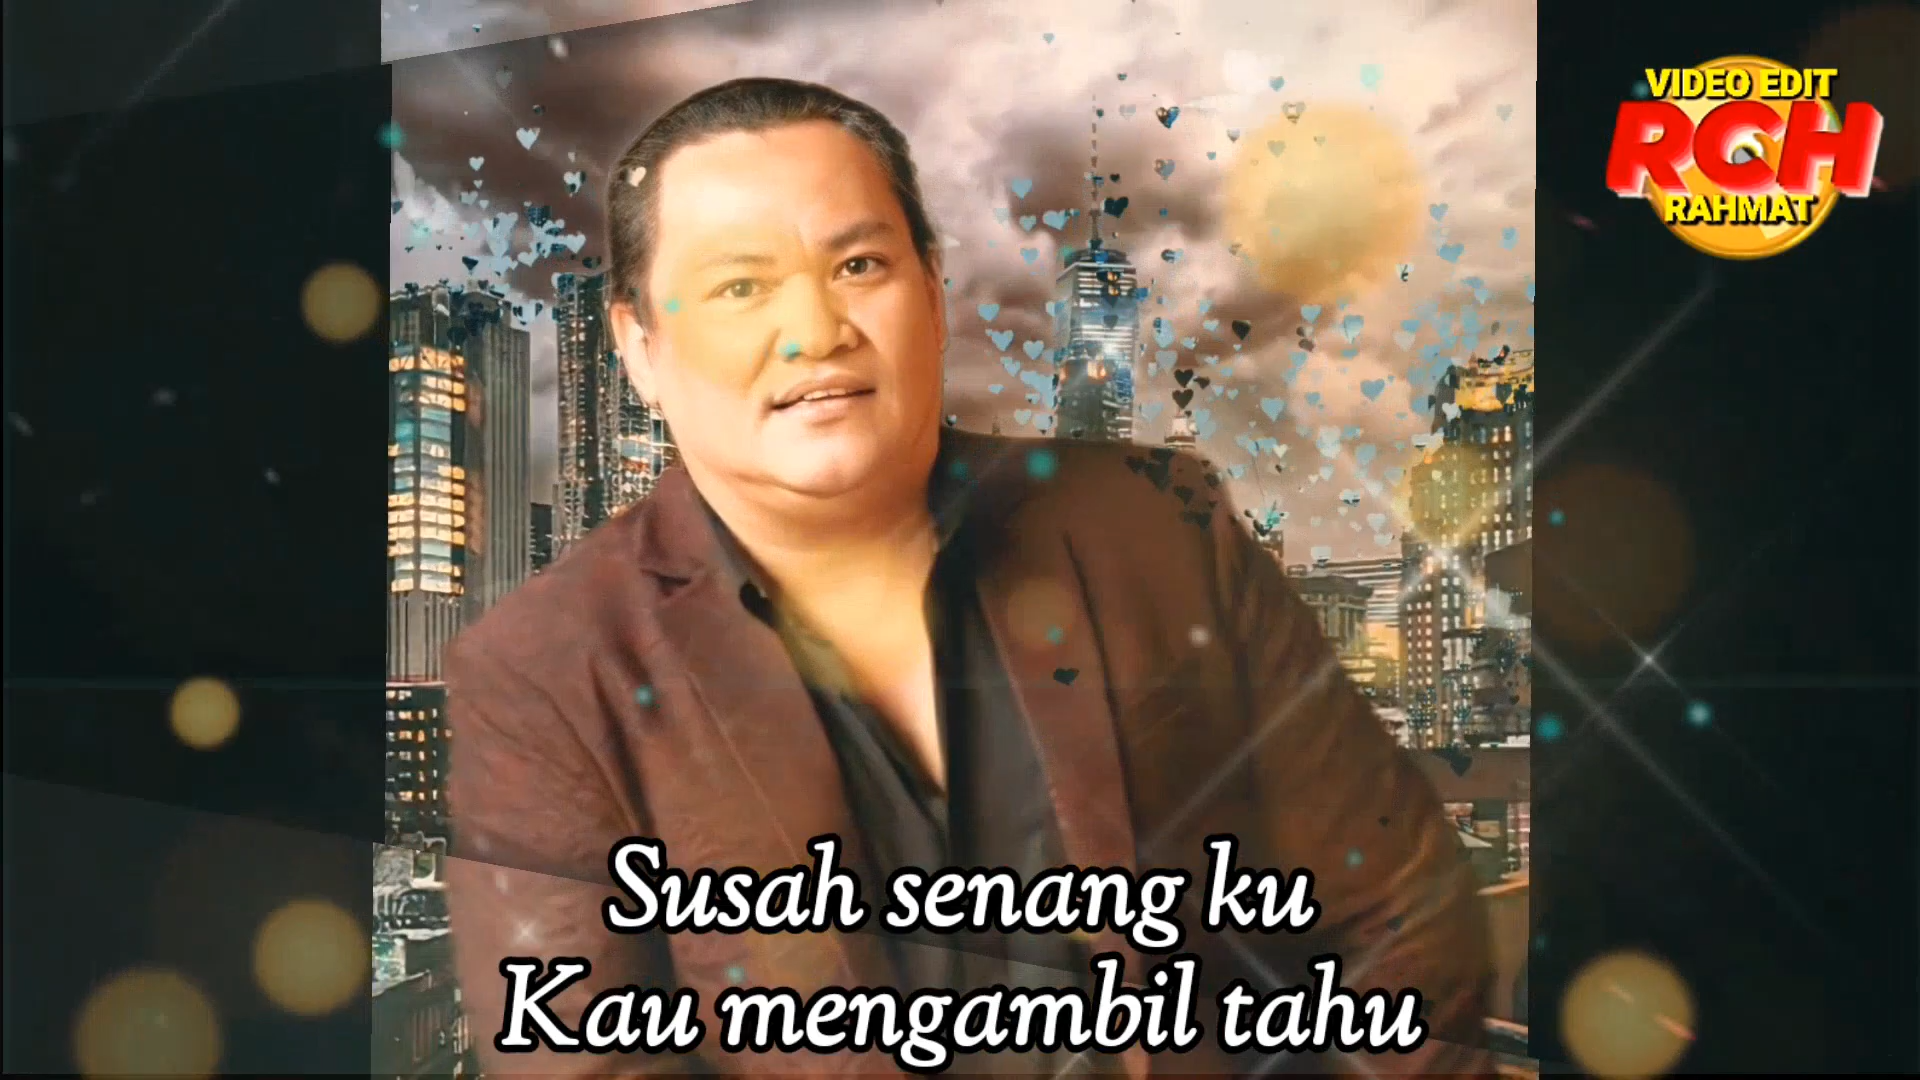 VIDEO EDIT
RCH
RAHMAT
Susah senang ku
Kau mengambil tahu